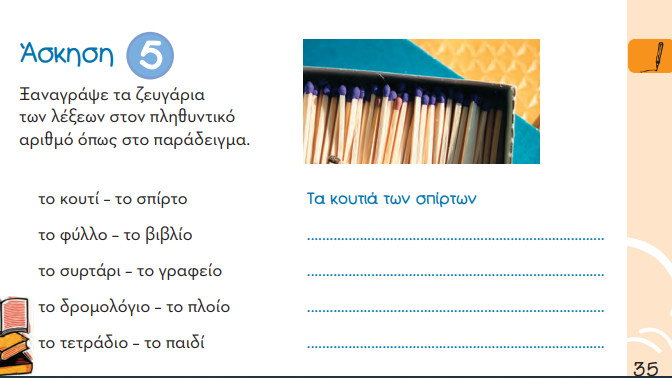 Άσκηση 5
Ξαναγράψε τα ζευγάρια
των λέξεων στον πληθυντικό
αριθμό όπως στο παράδειγμα.
το κουτί – το σπίρτο Τα κουτιά των σπίρτων
το φύλλο – το βιβλίο
το συρτάρι – το γραφείο
το δρομολόγιο – το πλοίο
το τετράδιο – το παιδί
35